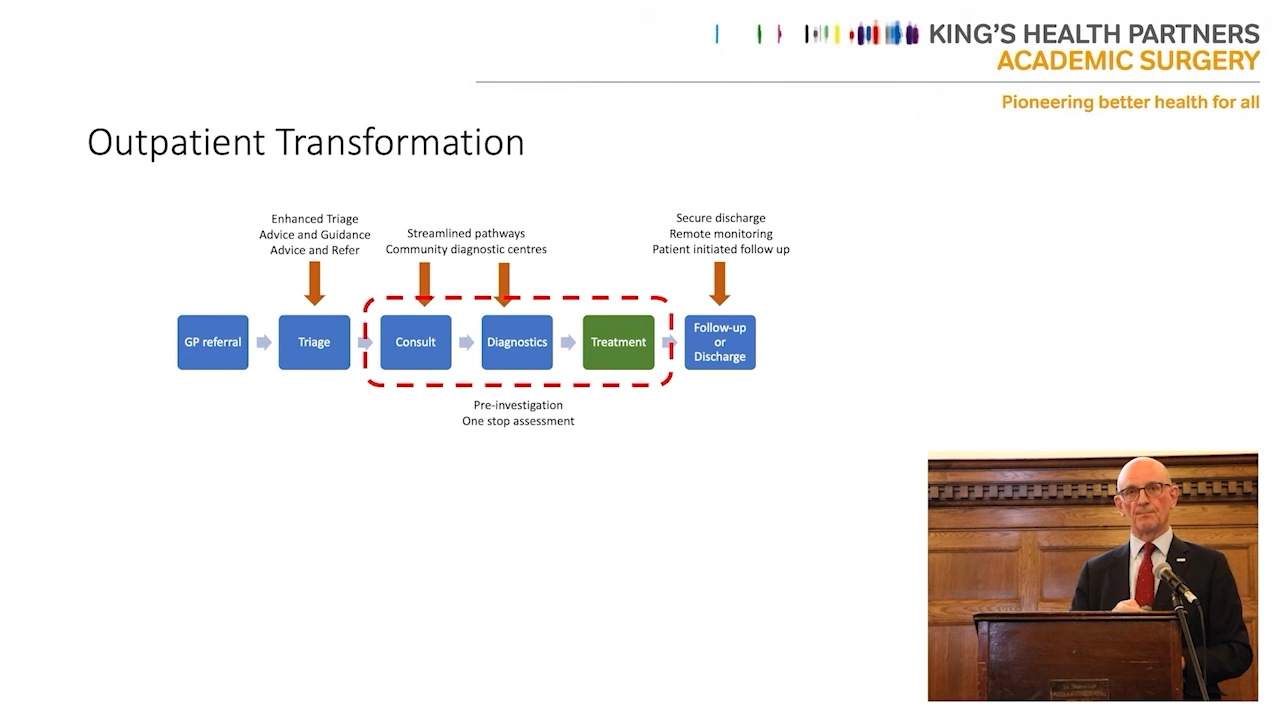 KING'S HEALTH PARTNERS
ACADEMIC SURGERY
Pioneering better health for all
Outpatient Transformation
Enhanced Triage
Advice and Guidance
Advice and Refer
Streamlined pathways
Community diagnostic centres
Secure discharge
Remote monitoring
Patient initiated follow up
GP referral
Triage
Consult
Diagnostics
Treatment
Follow-up
or
Discharge
Pre-investigation
One stop assessment